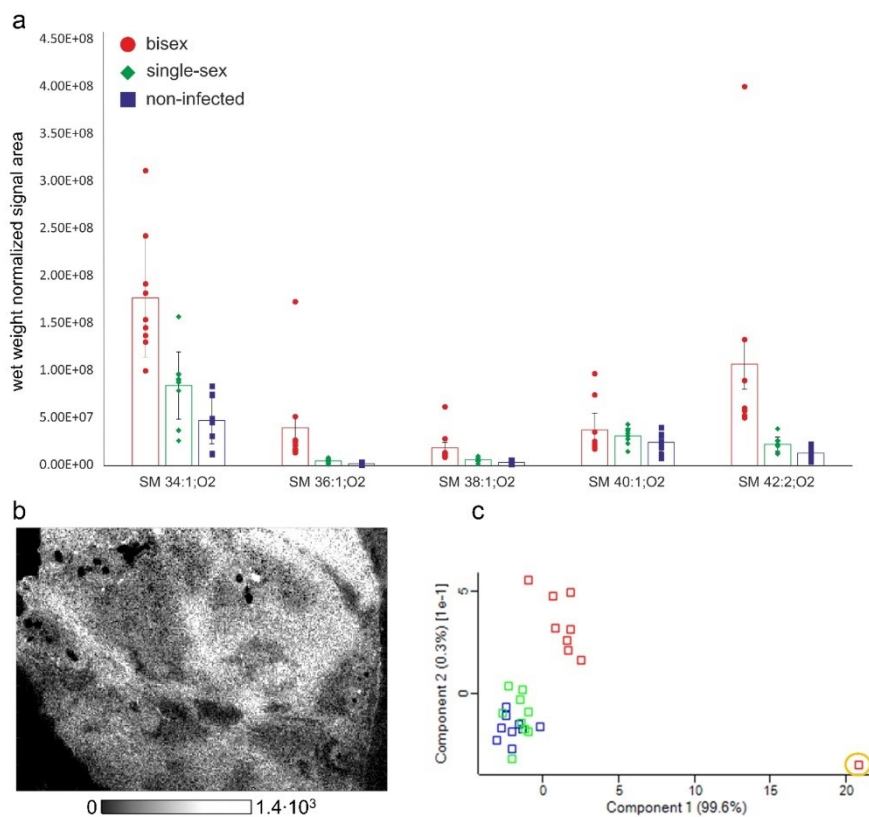 a
4.50E+08
4.00E+08
3.50E+08
3.00E+08
2.50E+08
2.00E+08
1.50E+08
1.00E+08
5.00E+07
0.00E+00
wet weight normalized signal area
bisex
single-sex
non-infected
SM 34:1;O2 SM 36:1;O2 SM 38:1;O2 SM 40:1;O2 SM 42:2;O2
b
0 1.4·10³
c
Component 2 (0.3%) [1e-1]
5
0
0 5 10 15 20
Component 1 (99.6%)